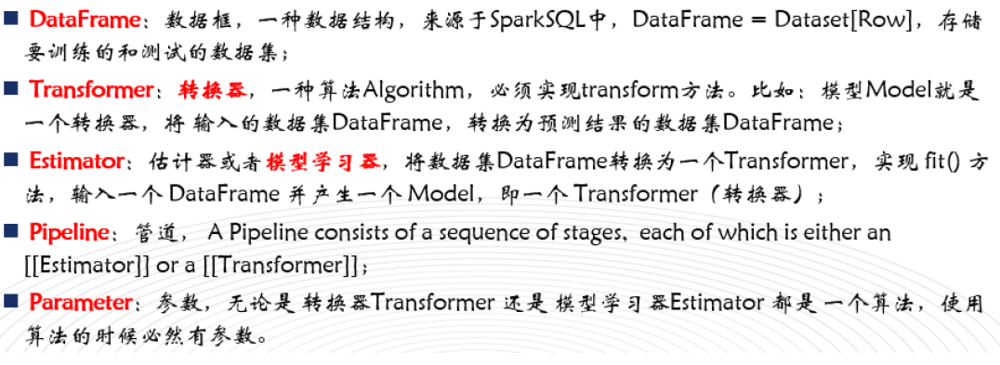 ■ DataFrame：数据框，一种数据结构，来源于SparkSQL中，DataFrame = Dataset[Row]，存储
要训练的和测试的数据集；
■ Transformer：转换器，一种算法Algorithm，必须实现transform方法。比如：模型Model就是
一个转换器，将 输入的数据集DataFrame，转换为预测结果的数据集DataFrame；
■ Estimator：估计器或者模型学习器，将数据集DataFrame转换为一个Transformer，实现 fit() 方
法，输入一个 DataFrame 并产生一个 Model，即一个 Transformer（转换器）；
■ Pipeline：管道， A Pipeline consists of a sequence of stages, each of which is either an
[[Estimator]] or a [[Transformer]]；
■ Parameter：参数，无论是 转换器Transformer 还是 模型学习器Estimator 都是一个算法，使用
算法的时候必然有参数。